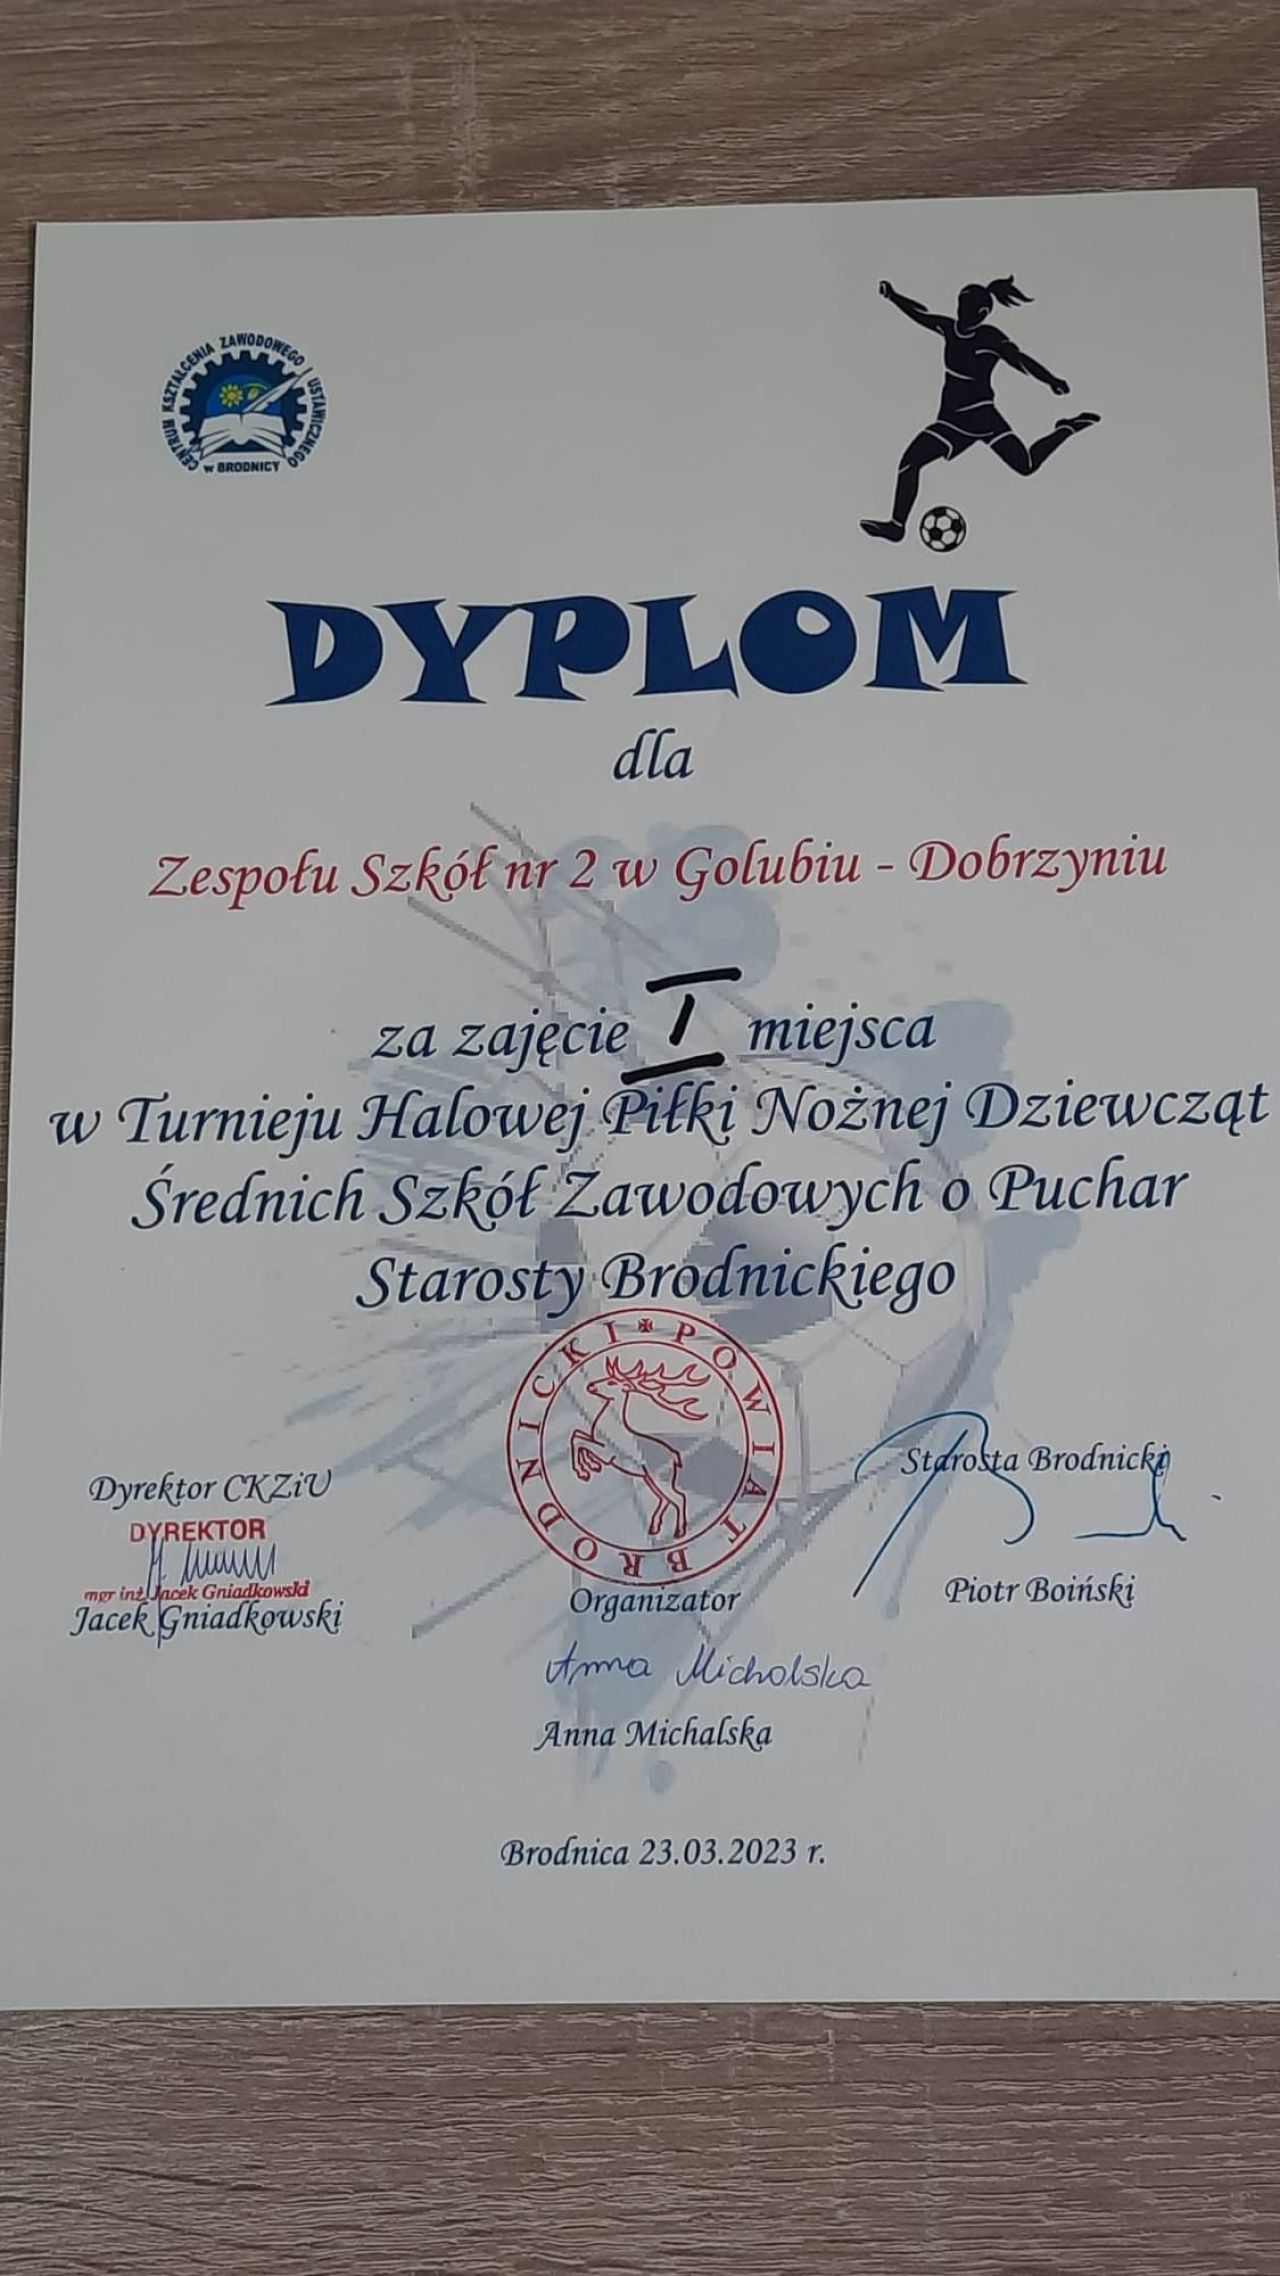 CENTRUM KSZTAŁCENIA ZAWODOWEGO I USTAWICZNEGO
w BRODNICY
DYPLOM
dla
Zespołu Szkół nr 2 w Golubiu - Dobrzyniu
za zajęcie I miejsca
w Turnieju Halowej Piłki Nożnej Dziewcząt
Średnich Szkół Zawodowych o Puchar
Starosty Brodnickiego
POWIAT BRODNICKI
Dyrektor CKZiU
DYREKTOR
mgr inż. Jacek Gniadkowski
Jacek Gniadkowski
Starosta Brodnicki
Piotr Boiński
Organizator
Anna Michalska
Anna Michalska
Brodnica 23.03.2023 r.